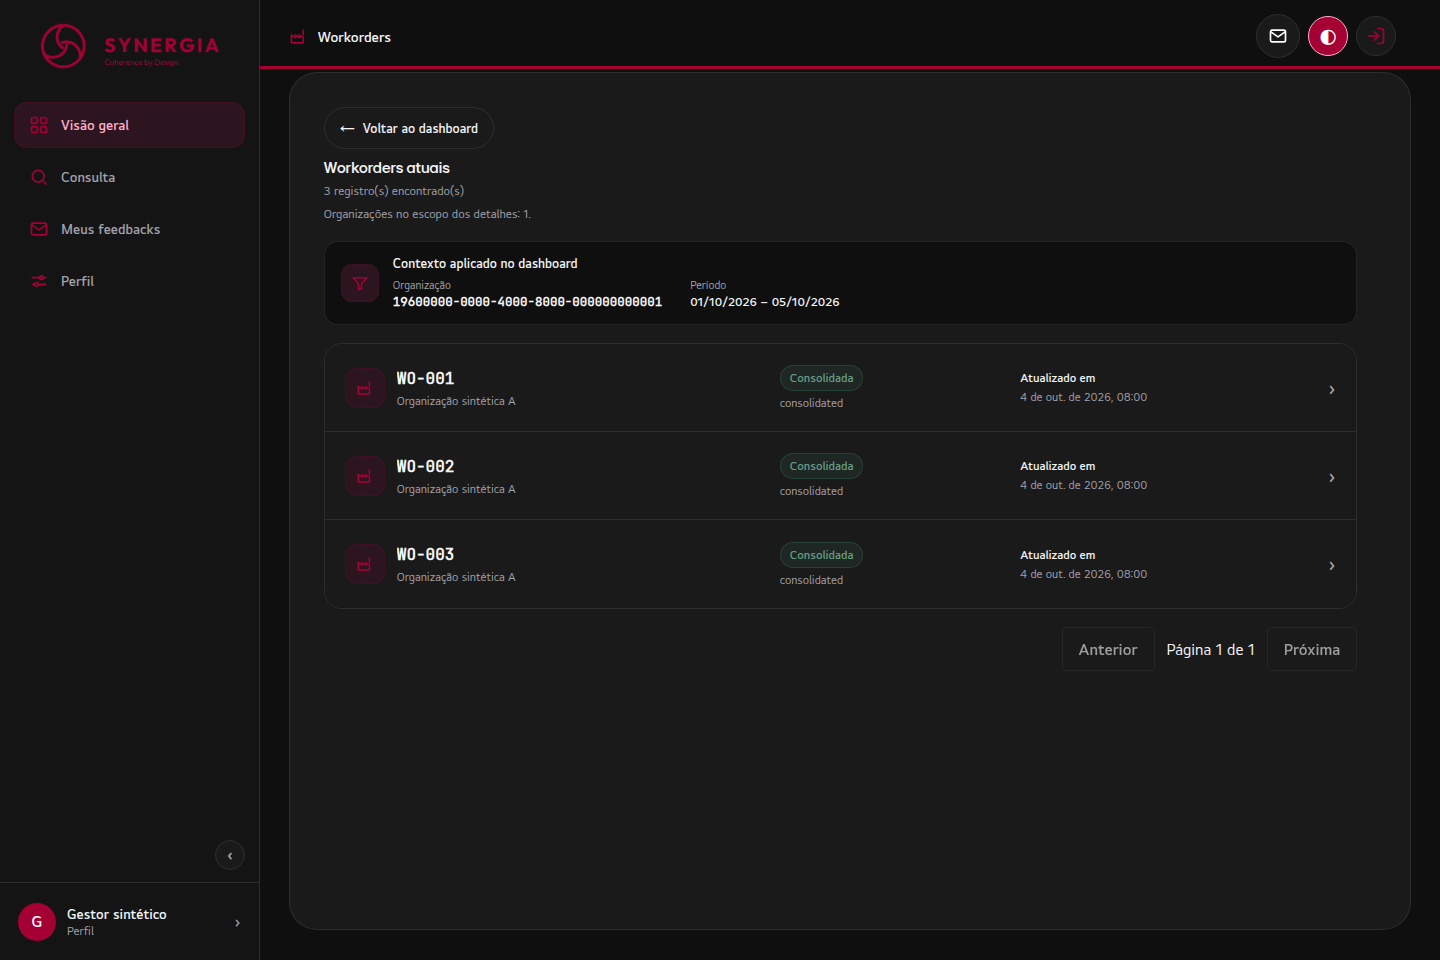 SYNERGIA
Coherence by Design.
Visão geral
Consulta
Meus feedbacks
Perfil
G
Gestor sintético
Perfil
Workorders
Voltar ao dashboard
Workorders atuais
3 registro(s) encontrado(s)
Organizações no escopo dos detalhes: 1.
Contexto aplicado no dashboard
Organização Período
19600000-0000-4000-8000-000000000001 01/10/2026 – 05/10/2026
WO-001 Consolidada Atualizado em
Organização sintética A consolidated 4 de out. de 2026, 08:00
WO-002 Consolidada Atualizado em
Organização sintética A consolidated 4 de out. de 2026, 08:00
WO-003 Consolidada Atualizado em
Organização sintética A consolidated 4 de out. de 2026, 08:00
Anterior Página 1 de 1 Próxima